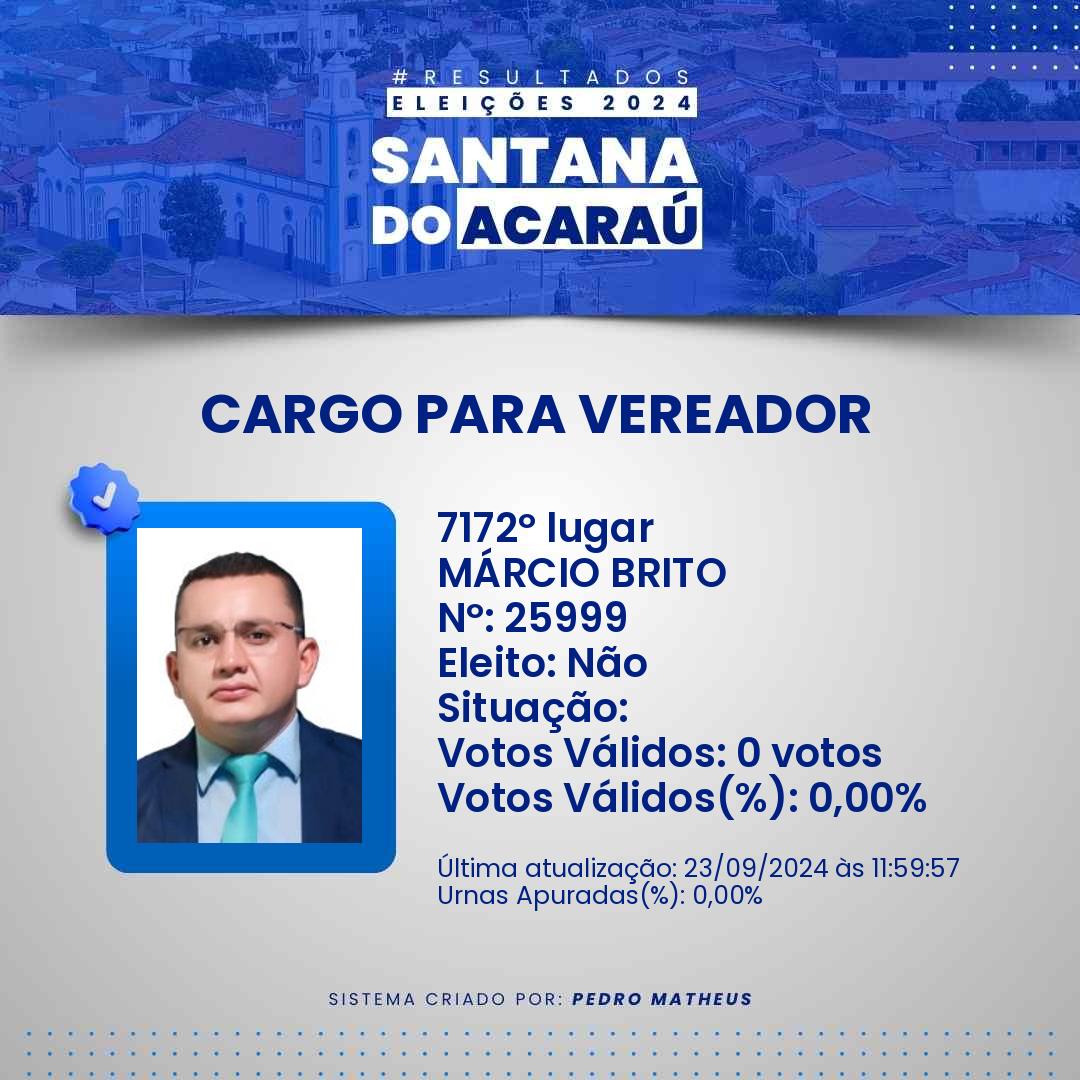 #RESULTADOS
ELEIÇÕES 2024
SANTANA
DO ACARAÚ
CARGO PARA VEREADOR
7172º lugar
MÁRCIO BRITO
Nº: 25999
Eleito: Não
Situação:
Votos Válidos: 0 votos
Votos Válidos(%): 0,00%
Última atualização: 23/09/2024 às 11:59:57
Urnas Apuradas(%): 0,00%
SISTEMA CRIADO POR: PEDRO MATHEUS